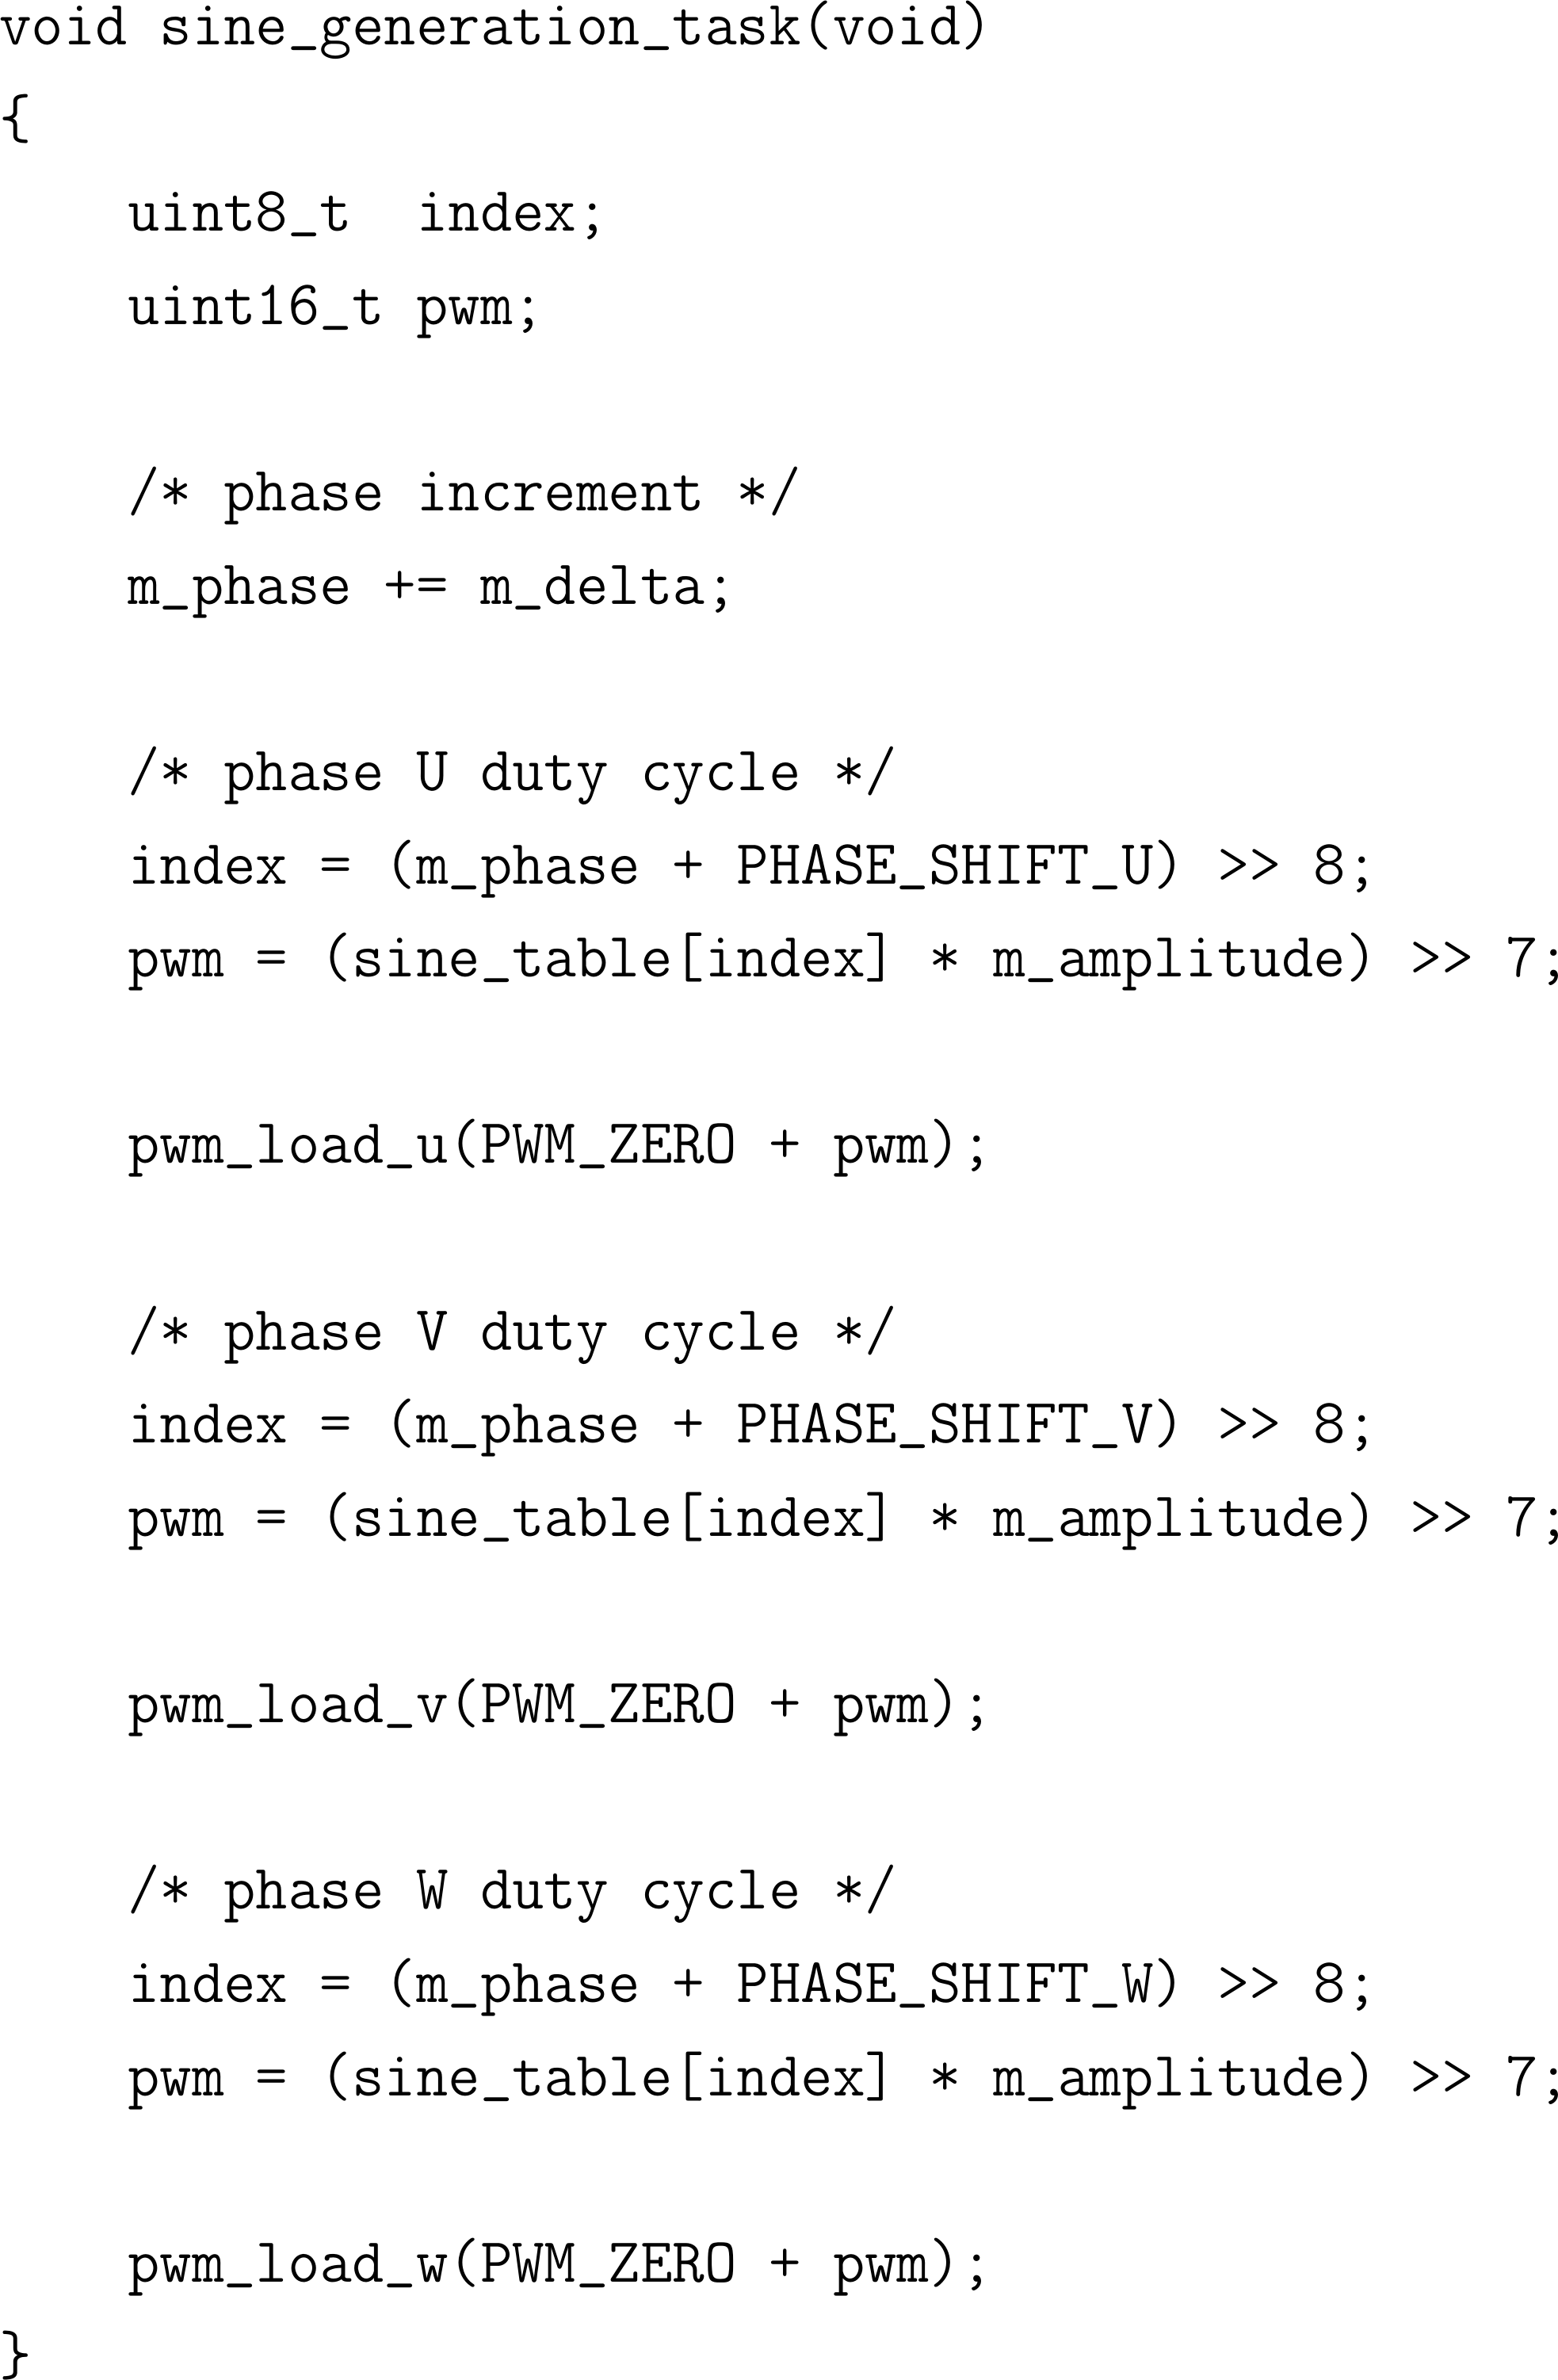 void sine_generation_task(void)
{
    uint8_t  index;
    uint16_t pwm;

    /* phase increment */
    m_phase += m_delta;

    /* phase U duty cycle */
    index = (m_phase + PHASE_SHIFT_U) >> 8;
    pwm = (sine_table[index] * m_amplitude) >> 7;

    pwm_load_u(PWM_ZERO + pwm);

    /* phase V duty cycle */
    index = (m_phase + PHASE_SHIFT_V) >> 8;
    pwm = (sine_table[index] * m_amplitude) >> 7;

    pwm_load_v(PWM_ZERO + pwm);

    /* phase W duty cycle */
    index = (m_phase + PHASE_SHIFT_W) >> 8;
    pwm = (sine_table[index] * m_amplitude) >> 7;

    pwm_load_w(PWM_ZERO + pwm);
}